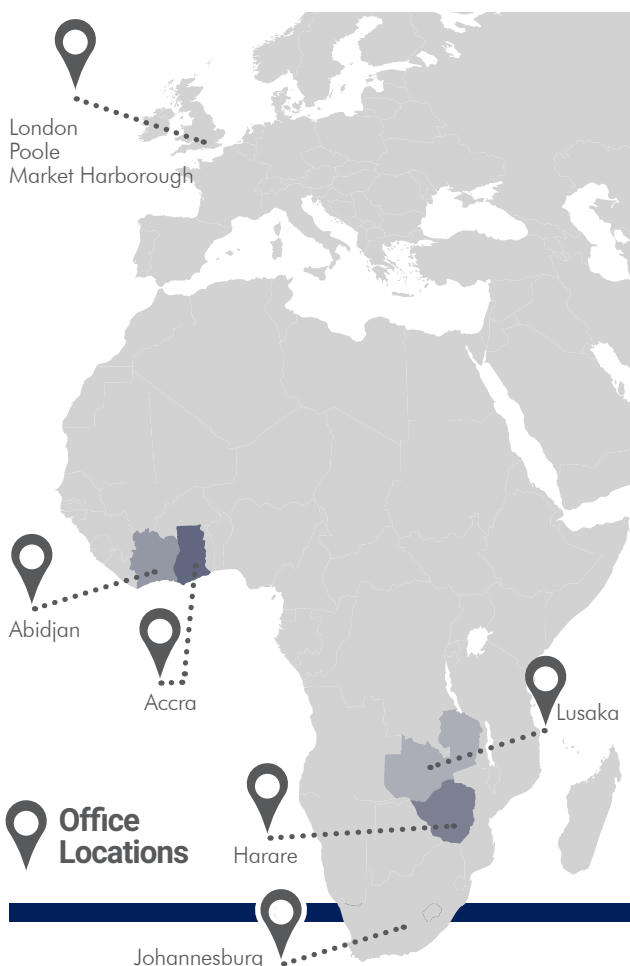 London
Poole
Market Harborough
Abidjan
Accra
Lusaka
Harare
Office
Locations
Johannesburg